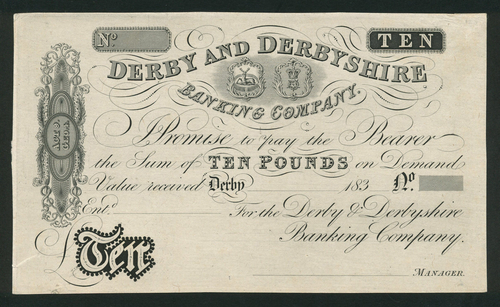 No.
TEN
DERBY AND DERBYSHIRE
BANKING COMPANY.
I Promise to pay the Bearer
the Sum of TEN POUNDS on Demand
Value received Derby 183 No.
Ent.d For the Derby & Derbyshire
Banking Company.
£ Ten
MANAGER.